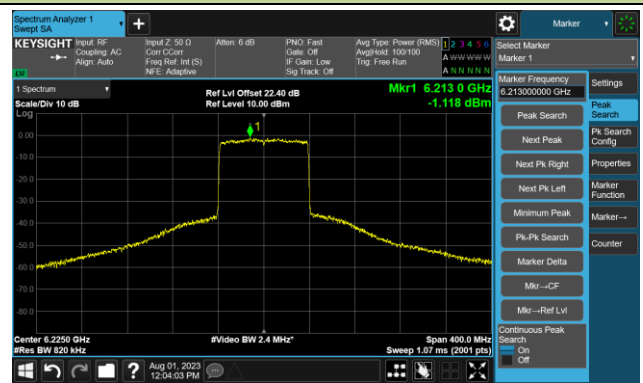 Spectrum Analyzer 1
Swept SA
Marker
KEYSIGHT
Input: RF
Coupling: AC
Align: Auto
Input Z: 50 Ω
Corr CCorr
Freq Ref: Int (S)
NFE: Adaptive
Atten: 6 dB
PNO: Fast
Gate: Off
IF Gain: Low
Sig Track: Off
Avg Type: Power (RMS)
Avg|Hold: 100/100
Trig: Free Run
1 2 3 4 5 6
A W W W W W
A N N N N N
Select Marker
Marker 1
LXI
1 Spectrum
Scale/Div 10 dB
Log
Ref Lvl Offset 22.40 dB
Ref Level 10.00 dBm
Mkr1 6.213 0 GHz
-1.118 dBm
1
0.00
-10.0
-20.0
-30.0
-40.0
-50.0
-60.0
-70.0
-80.0
Center 6.2250 GHz
#Res BW 820 kHz
#Video BW 2.4 MHz*
Span 400.0 MHz
Sweep 1.07 ms (2001 pts)
Marker Frequency
6.213000000 GHz
Peak Search
Next Peak
Next Pk Right
Next Pk Left
Minimum Peak
Pk-Pk Search
Marker Delta
Mkr→CF
Mkr→Ref Lvl
Continuous Peak
Search
On
Off
Settings
Peak
Search
Pk Search
Config
Properties
Marker
Function
Marker→
Counter
?
Aug 01, 2023
12:04:03 PM